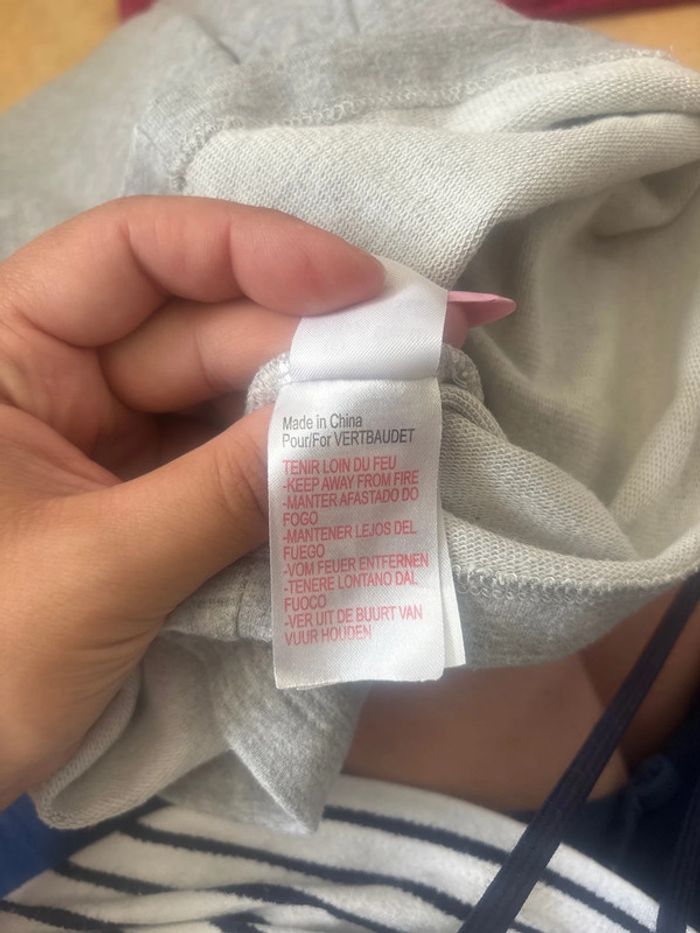 Made in China
Pour/For VERTBAUDET
TENIR LOIN DU FEU
-KEEP AWAY FROM FIRE
-MANTER AFASTADO DO
FOGO
-MANTENER LEJOS DEL
FUEGO
-VOM FEUER ENTFERNEN
-TENERE LONTANO DAL
FUOCO
-VER UIT DE BUURT VAN
VUUR HOUDEN